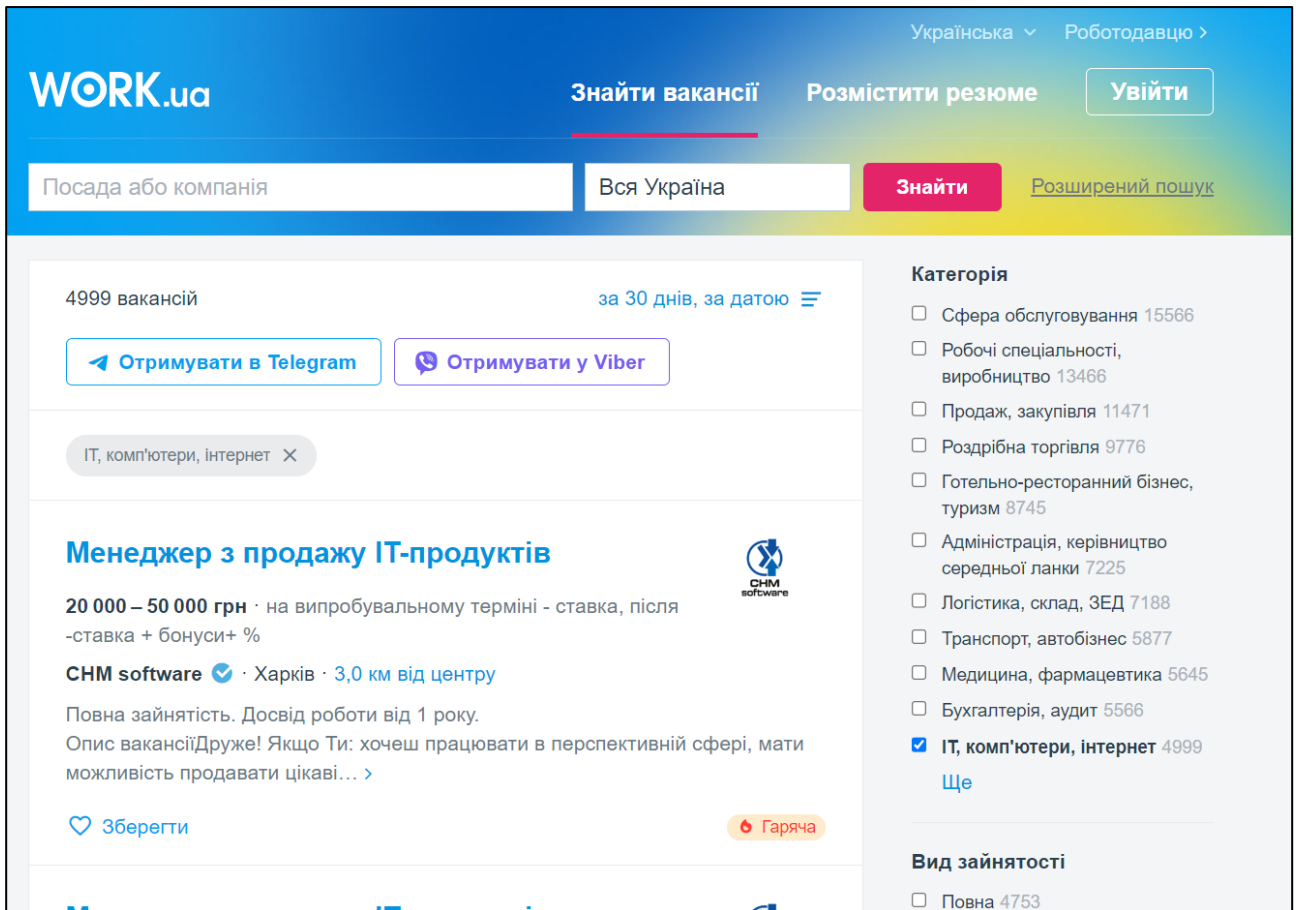 Українська
Роботодавцю
WORK.ua
Знайти вакансії
Розмістити резюме
Увійти
Посада або компанія
Вся Україна
Знайти
Розширений пошук
4999 вакансій
за 30 днів, за датою
Отримувати в Telegram
Отримувати у Viber
IT, комп'ютери, інтернет
Менеджер з продажу IT-продуктів
CHM
software
20 000 – 50 000 грн · на випробувальному терміні - ставка, після
-ставка + бонуси+ %
CHM software · Харків · 3,0 км від центру
Повна зайнятість. Досвід роботи від 1 року.
Опис вакансіїДруже! Якщо Ти: хочеш працювати в перспективній сфері, мати
можливість продавати цікаві…
Зберегти
Гаряча
Категорія
Сфера обслуговування 15566
Робочі спеціальності,
виробництво 13466
Продаж, закупівля 11471
Роздрібна торгівля 9776
Готельно-ресторанний бізнес,
туризм 8745
Адміністрація, керівництво
середньої ланки 7225
Логістика, склад, ЗЕД 7188
Транспорт, автобізнес 5877
Медицина, фармацевтика 5645
Бухгалтерія, аудит 5566
IT, комп'ютери, інтернет 4999
Ще
Вид зайнятості
Повна 4753